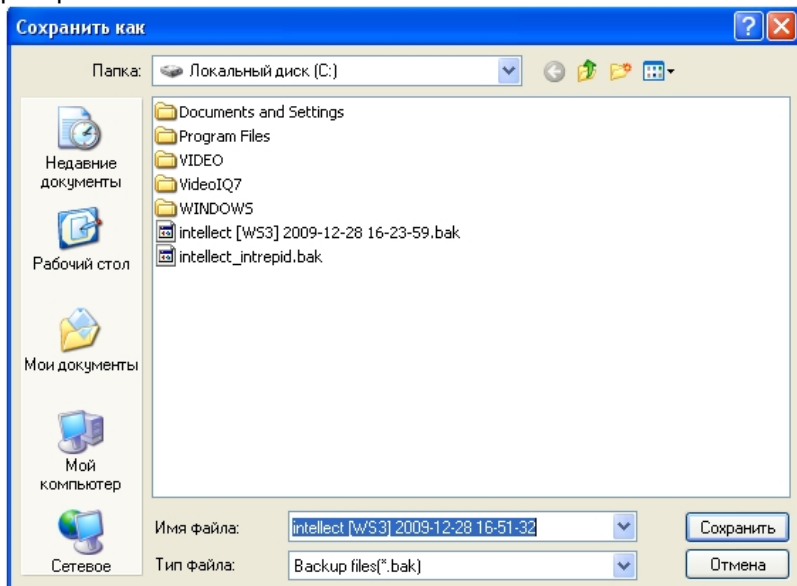 Сохранить как
Папка:
Локальный диск (C:)
Недавние документы
Рабочий стол
Мои документы
Мой компьютер
Сетевое
Documents and Settings
Program Files
VIDEO
VideoIQ7
WINDOWS
intellect [WS3] 2009-12-28 16-23-59.bak
intellect_intrepid.bak
Имя файла:
intellect [WS3] 2009-12-28 16-51-32
Сохранить
Тип файла:
Backup files(*.bak)
Отмена